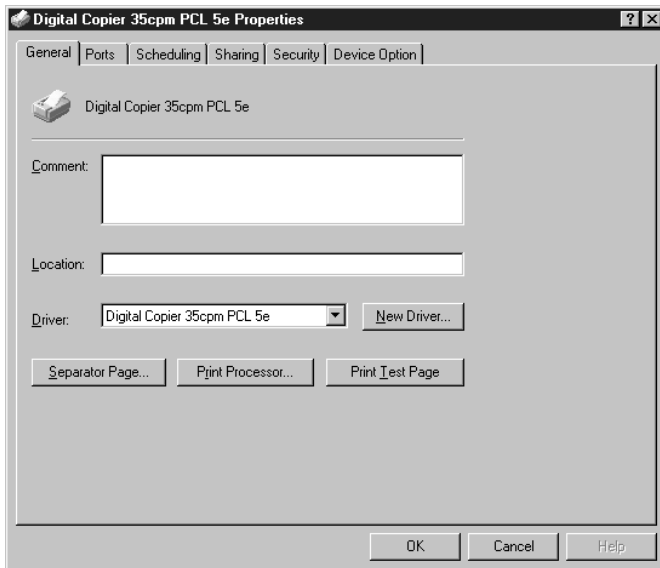 Digital Copier 35cpm PCL 5e Properties
General Ports Scheduling Sharing Security Device Option
Digital Copier 35cpm PCL 5e
Comment:
Location:
Driver: Digital Copier 35cpm PCL 5e New Driver...
Separator Page... Print Processor... Print Test Page
OK Cancel Help